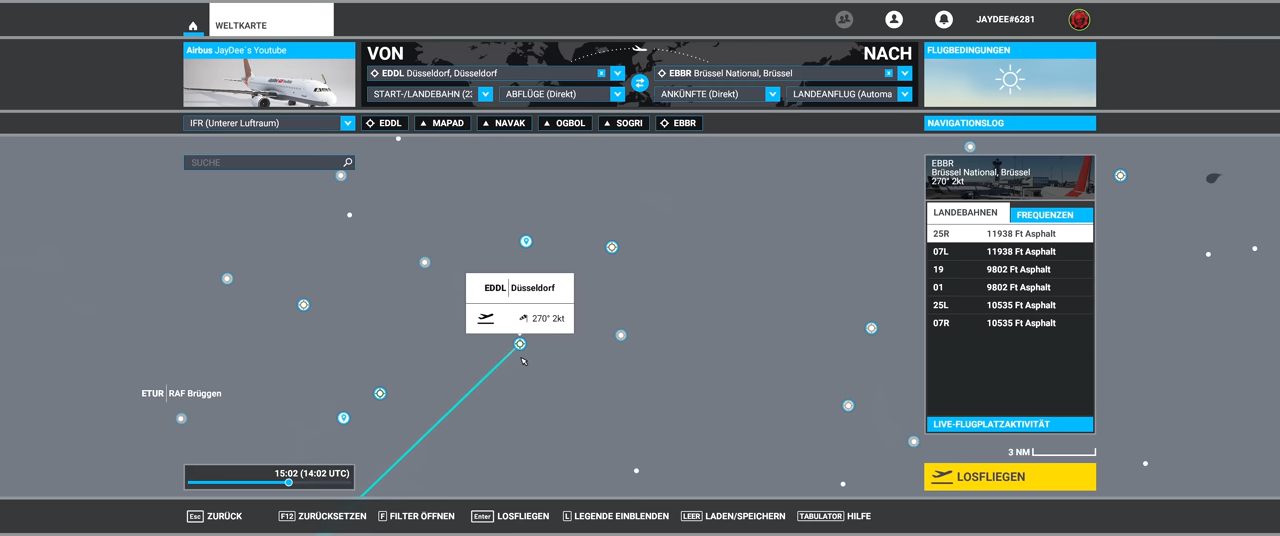 WELTKARTE
JAYDEE#6281
Airbus JayDee´s Youtube
VON
NACH
EDDL Düsseldorf, Düsseldorf
EBBR Brüssel National, Brüssel
START-/LANDEBAHN (23
ABFLÜGE (Direkt)
ANKÜNFTE (Direkt)
LANDEANFLUG (Automa
FLUGBEDINGUNGEN
IFR (Unterer Luftraum)
EDDL
MAPAD
NAVAK
OGBOL
SOGRI
EBBR
NAVIGATIONSLOG
SUCHE
EBBR
Brüssel National, Brüssel
270° 2kt
LANDEBAHNEN
FREQUENZEN
25R 11938 Ft Asphalt
07L 11938 Ft Asphalt
19 9802 Ft Asphalt
01 9802 Ft Asphalt
25L 10535 Ft Asphalt
07R 10535 Ft Asphalt
LIVE-FLUGPLATZAKTIVITÄT
EDDL Düsseldorf
270° 2kt
ETUR RAF Brüggen
15:02 (14:02 UTC)
3 NM
LOSFLIEGEN
Esc ZURÜCK
F12 ZURÜCKSETZEN
F FILTER ÖFFNEN
Enter LOSFLIEGEN
L LEGENDE EINBLENDEN
LEER LADEN/SPEICHERN
TABULATOR HILFE